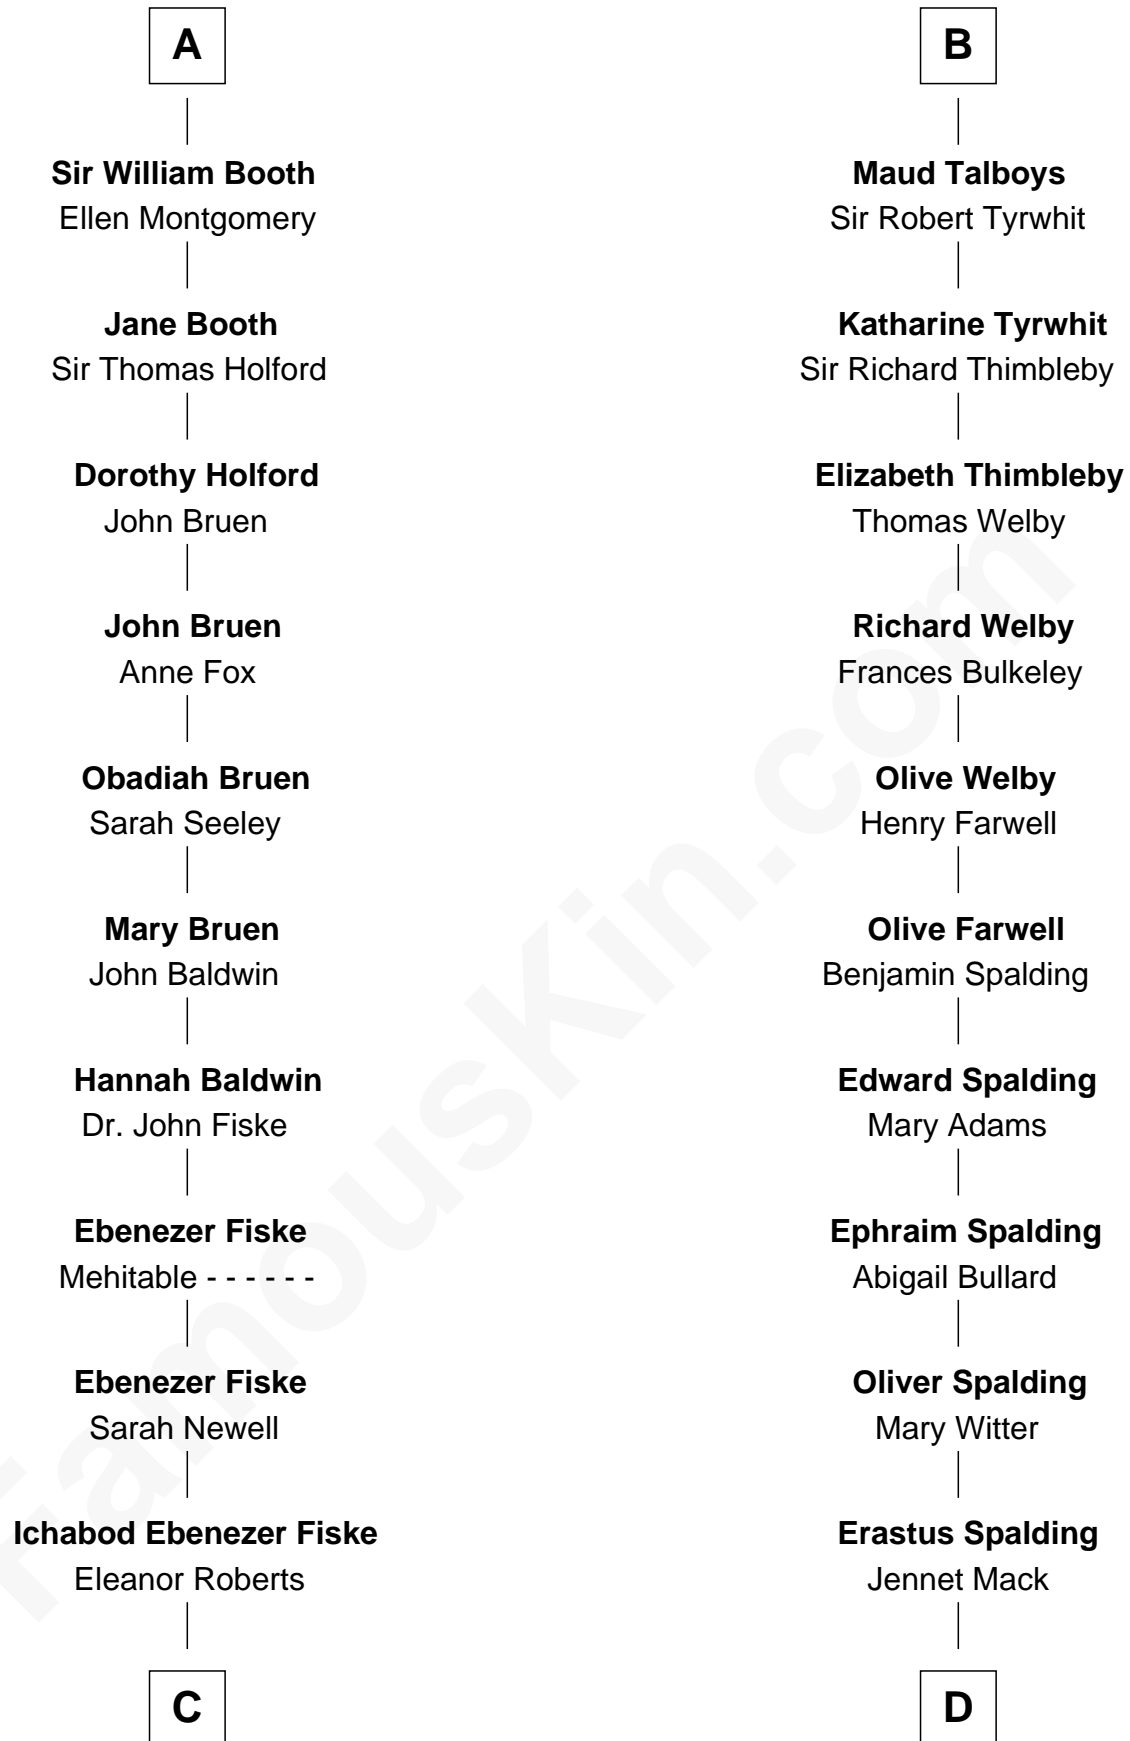 A
Sir William Booth
Ellen Montgomery
Jane Booth
Sir Thomas Holford
Dorothy Holford
John Bruen
John Bruen
Anne Fox
Obadiah Bruen
Sarah Seeley
Mary Bruen
John Baldwin
Hannah Baldwin
Dr. John Fiske
Ebenezer Fiske
Mehitable - - - - - -
Ebenezer Fiske
Sarah Newell
Ichabod Ebenezer Fiske
Eleanor Roberts
C
B
Maud Talboys
Sir Robert Tyrwhit
Katharine Tyrwhit
Sir Richard Thimbleby
Elizabeth Thimbleby
Thomas Welby
Richard Welby
Frances Bulkeley
Olive Welby
Henry Farwell
Olive Farwell
Benjamin Spalding
Edward Spalding
Mary Adams
Ephraim Spalding
Abigail Bullard
Oliver Spalding
Mary Witter
Erastus Spalding
Jennet Mack
D
FamousKin.com